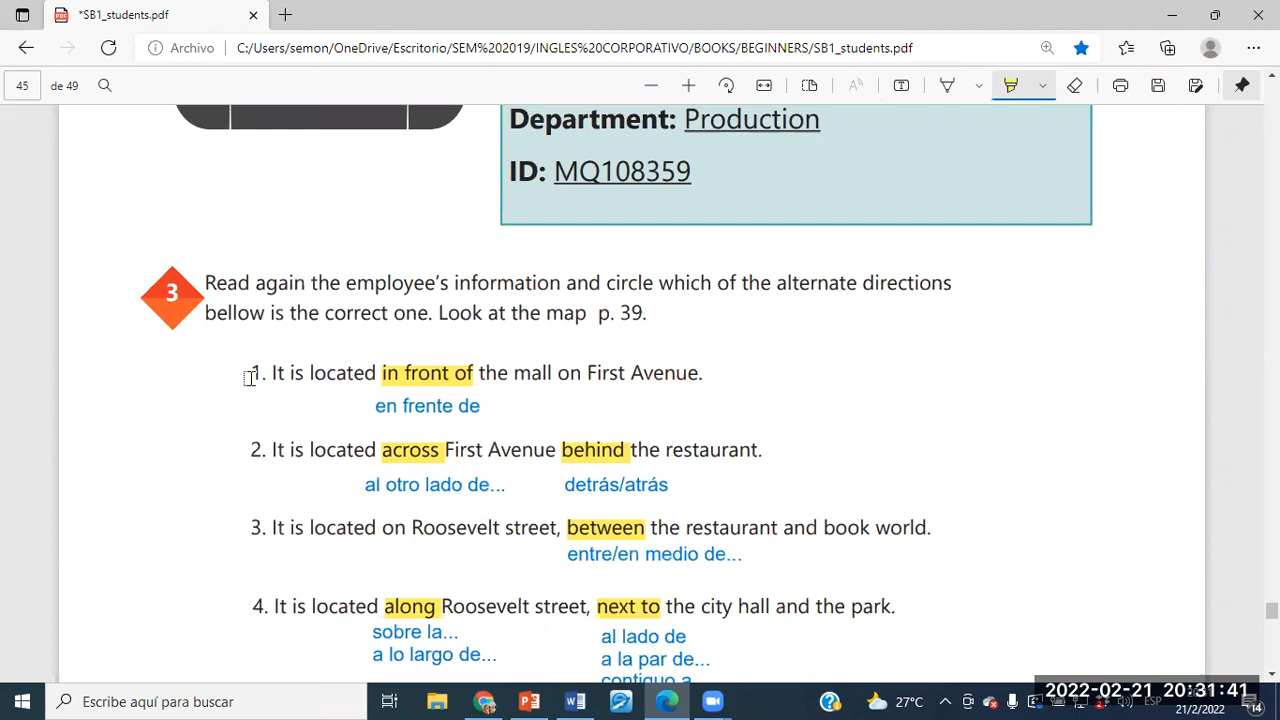 *SB1_students.pdf
Archivo
C:/Users/semon/OneDrive/Escritorio/SEM%202019/INGLES%20CORPORATIVO/BOOKS/BEGINNERS/SB1_students.pdf
45 de 49
Department: Production
ID: MQ108359
3
Read again the employee's information and circle which of the alternate directions
bellow is the correct one. Look at the map p. 39.
1. It is located in front of the mall on First Avenue.
en frente de
2. It is located across First Avenue behind the restaurant.
al otro lado de... detrás/atrás
3. It is located on Roosevelt street, between the restaurant and book world.
entre/en medio de...
4. It is located along Roosevelt street, next to the city hall and the park.
sobre la... al lado de
a lo largo de... a la par de...
contiguo a
Escribe aquí para buscar
27°C
ESP
2022-02-21 20:31:41
21/2/2022
14